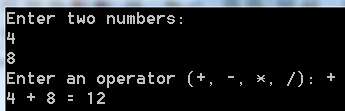 Enter two numbers:
4
8
Enter an operator (+, -, *, /): +
4 + 8 = 12